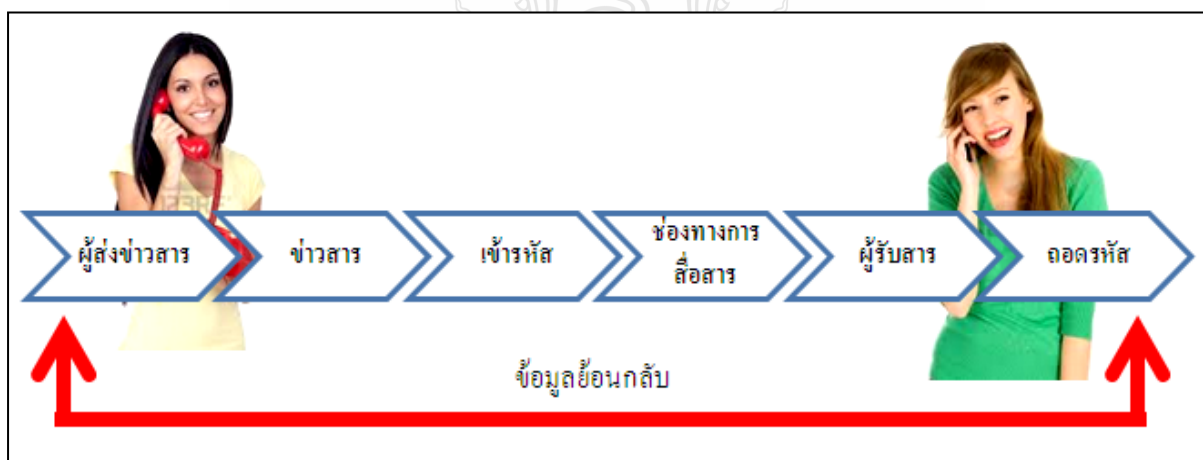 ผู้ส่งข่าวสาร
ข่าวสาร
เข้ารหัส
ช่องทางการ
สื่อสาร
ผู้รับสาร
ถอดรหัส
ข้อมูลย้อนกลับ